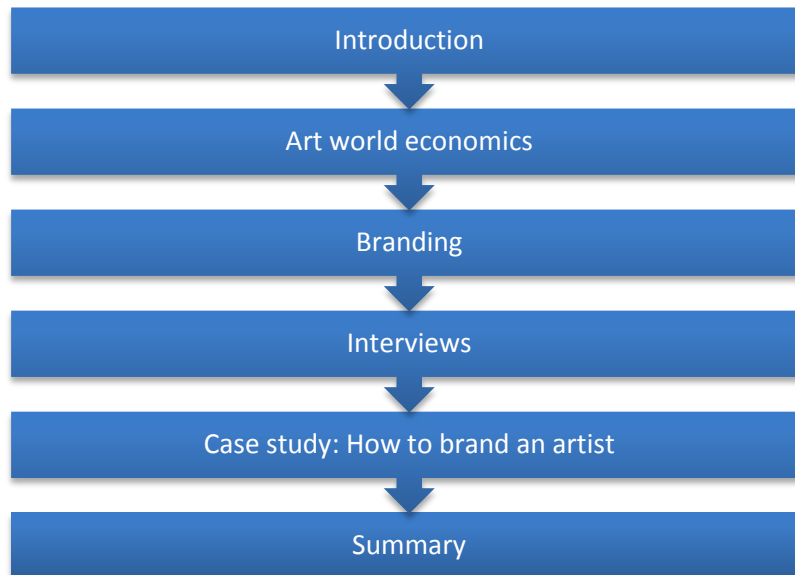 Introduction
Art world economics
Branding
Interviews
Case study: How to brand an artist
Summary